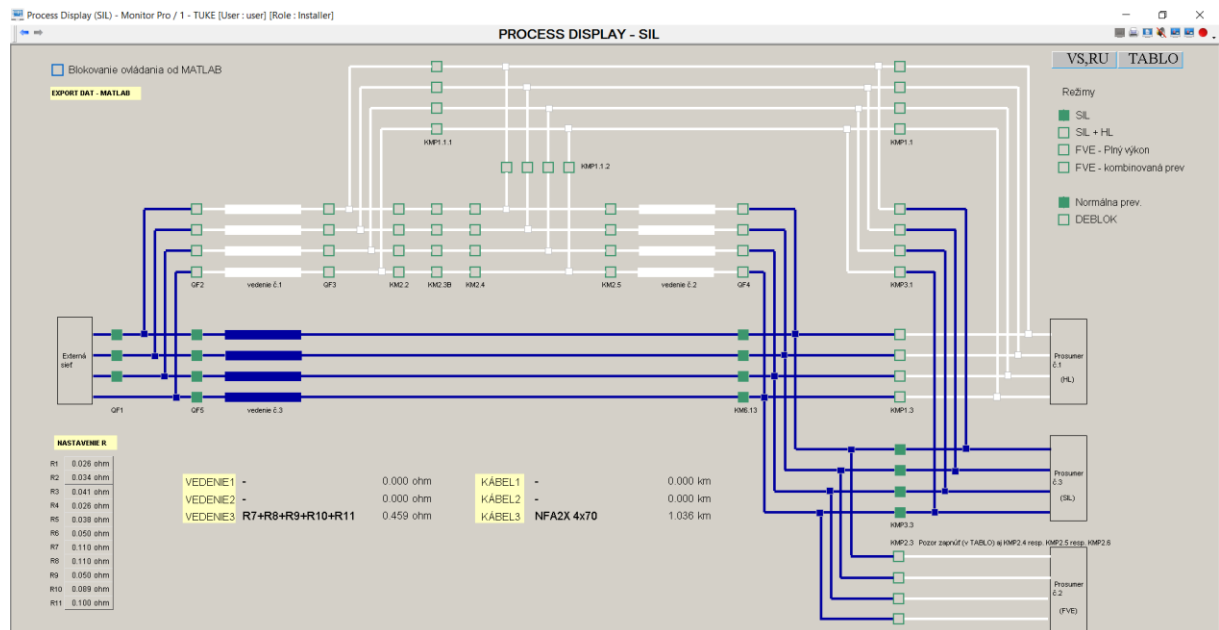 Process Display (SIL) - Monitor Pro / 1 - TUKE [User : user] [Role : Installer]
PROCESS DISPLAY - SIL
Blokovanie ovládania od MATLAB
EXPORT DAT - MATLAB
VS,RU TABLO
Režimy
SIL
SIL + HL
FVE - Plný výkon
FVE - kombinovaná prev
Normálna prev.
DEBLOK
KMP1.1.1
KMP1.1
KMP1.1.2
QF2 vedenie č.1 QF3 KM2.2 KM2.3B KM2.4 KM2.5 vedenie č.2 QF4 KMP3.1
Externá
sieť
QF1 QF5 vedenie č.3 KM6.13 KMP1.3
Prosumer
č.1
(HL)
NASTAVENIE R
R1 0.026 ohm
R2 0.034 ohm
R3 0.041 ohm
R4 0.026 ohm
R5 0.038 ohm
R6 0.050 ohm
R7 0.110 ohm
R8 0.110 ohm
R9 0.050 ohm
R10 0.089 ohm
R11 0.100 ohm
VEDENIE1 - 0.000 ohm
VEDENIE2 - 0.000 ohm
VEDENIE3 R7+R8+R9+R10+R11 0.459 ohm
KÁBEL1 - 0.000 km
KÁBEL2 - 0.000 km
KÁBEL3 NFA2X 4x70 1.036 km
Prosumer
č.3
(SIL)
KMP3.3
KMP2.3 Pozor zapnúť (v TABLO) aj KMP2.4 resp. KMP2.5 resp. KMP2.6
Prosumer
č.2
(FVE)